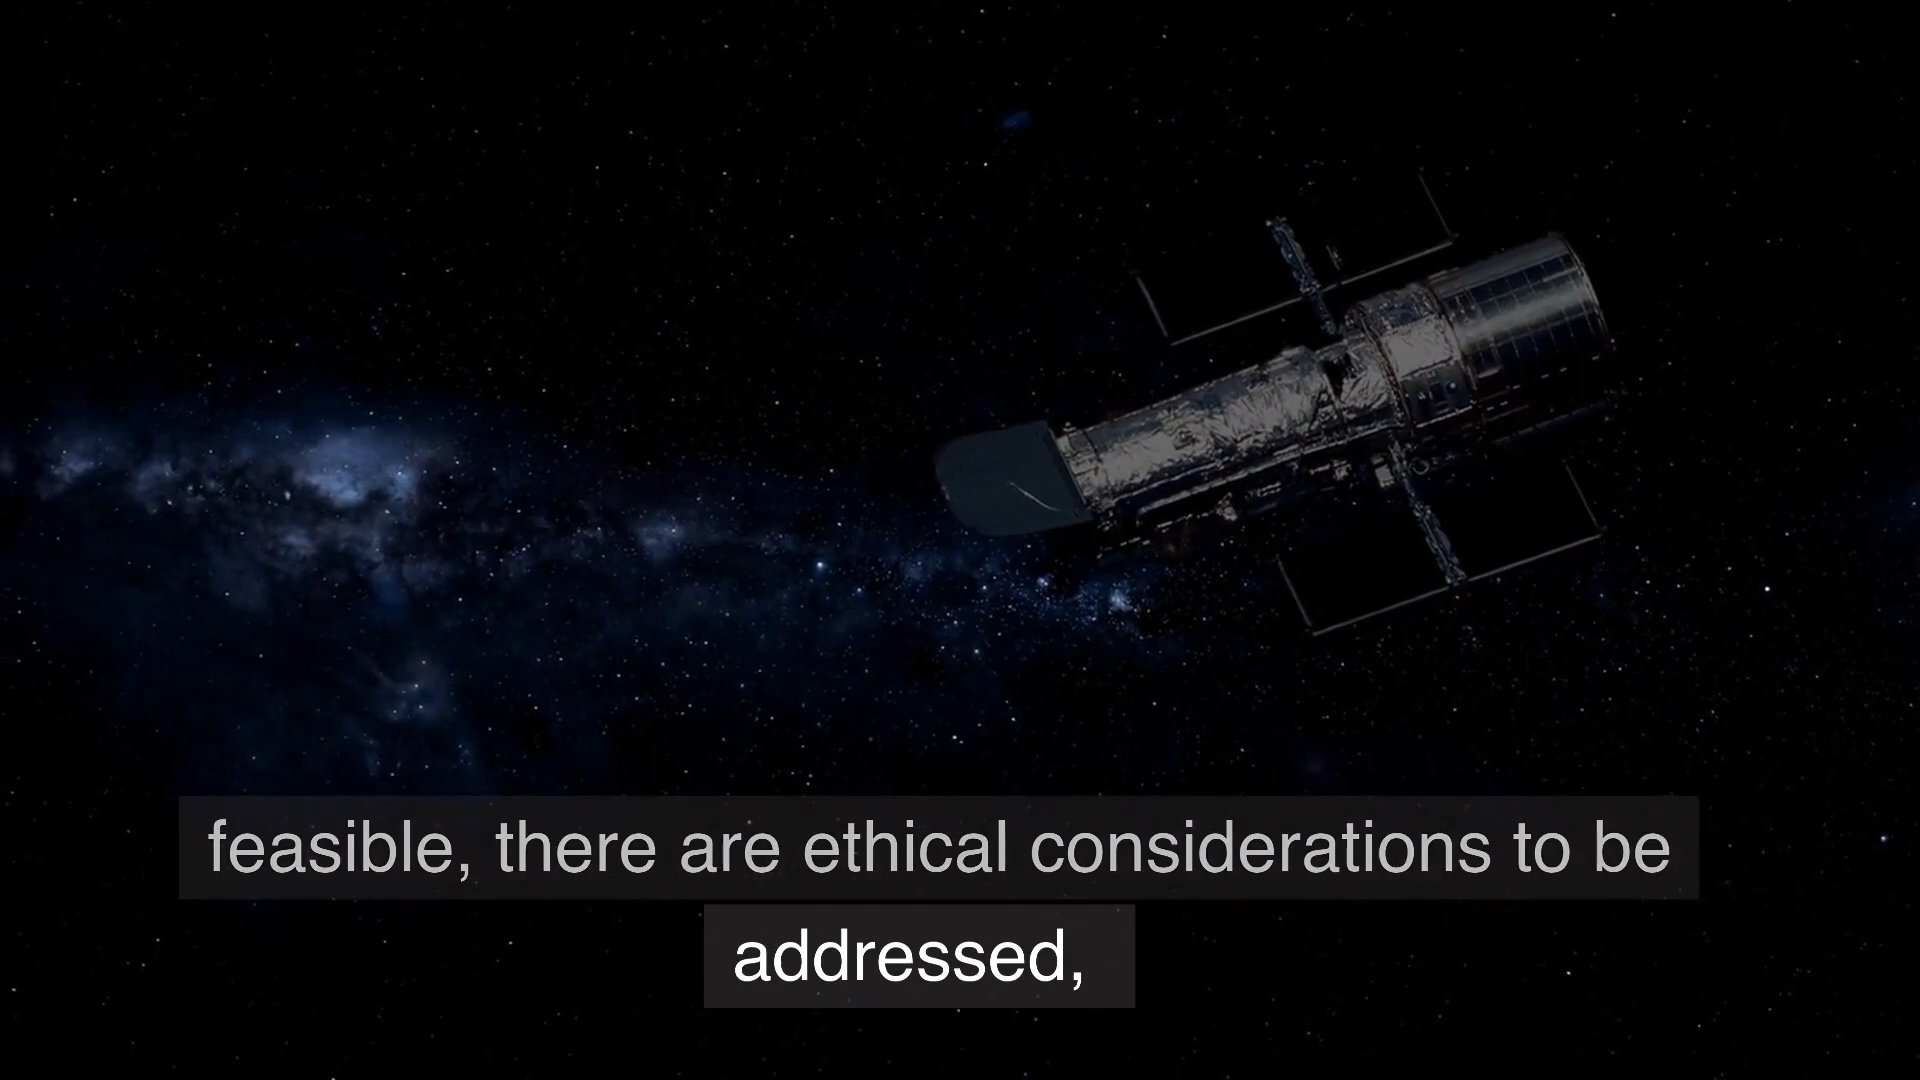 feasible, there are ethical considerations to be
addressed,